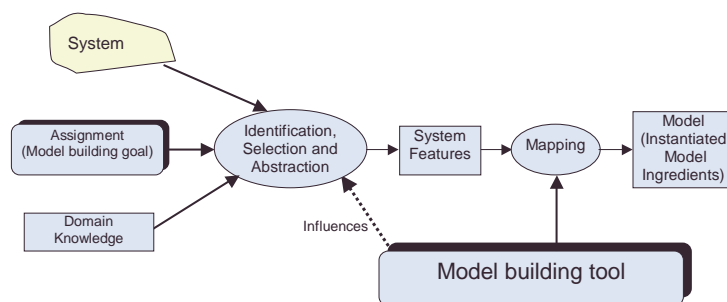 System
Assignment
(Model building goal)
Domain
Knowledge
Identification,
Selection and
Abstraction
System
Features
Mapping
Model
(Instantiated
Model
Ingredients)
Influences
Model building tool